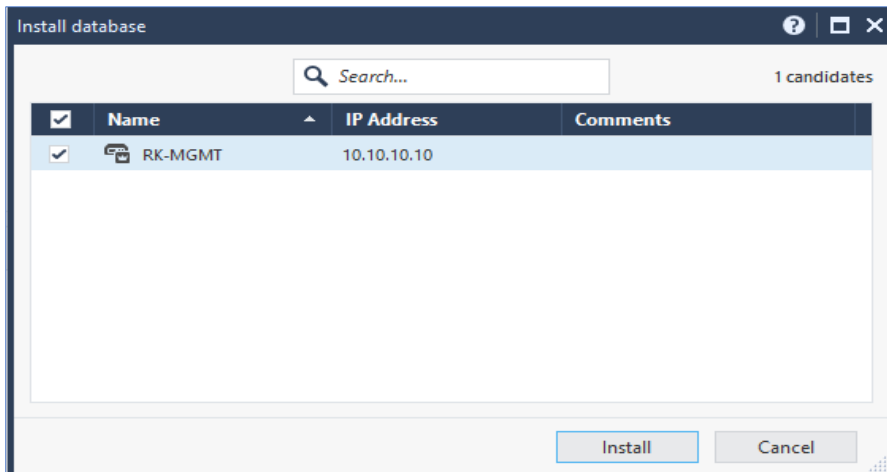 Install database
Search...
1 candidates
Name IP Address Comments
RK-MGMT 10.10.10.10
Install Cancel